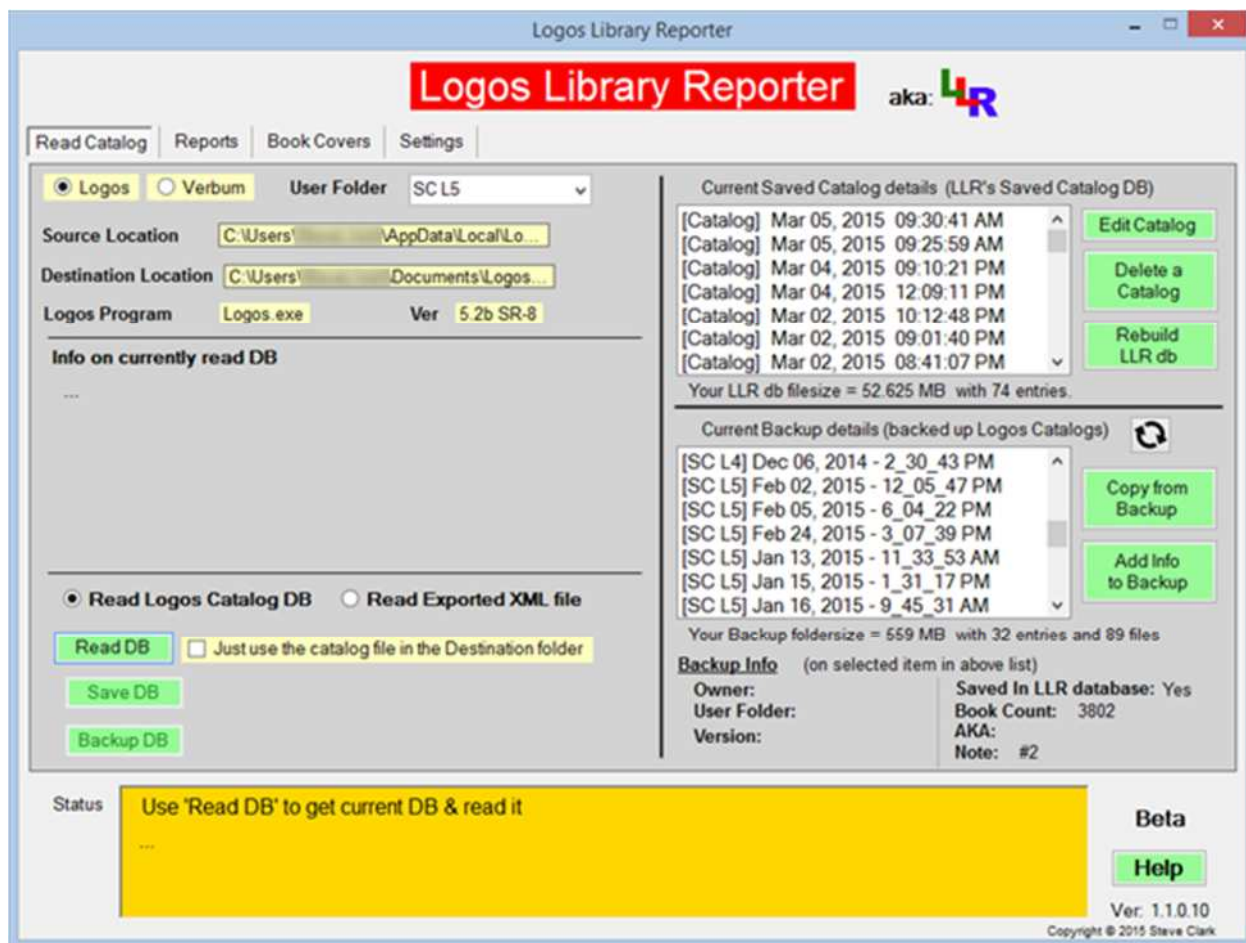 Logos Library Reporter
Logos Library Reporter
aka: LLR
Read Catalog Reports Book Covers Settings
Logos Verbum User Folder SC L5
Source Location C:\Users\ \AppData\Local\Lo...
Destination Location C:\Users\ Documents\Logos...
Logos Program Logos.exe Ver 5.2b SR-8
Info on currently read DB
...
Read Logos Catalog DB Read Exported XML file
Read DB Just use the catalog file in the Destination folder
Save DB
Backup DB
Current Saved Catalog details (LLR's Saved Catalog DB)
[Catalog] Mar 05, 2015 09:30:41 AM
[Catalog] Mar 05, 2015 09:25:59 AM
[Catalog] Mar 04, 2015 09:10:21 PM
[Catalog] Mar 04, 2015 12:09:11 PM
[Catalog] Mar 02, 2015 10:12:48 PM
[Catalog] Mar 02, 2015 09:01:40 PM
[Catalog] Mar 02, 2015 08:41:07 PM
Edit Catalog
Delete a
Catalog
Rebuild
LLR db
Your LLR db filesize = 52.625 MB with 74 entries.
Current Backup details (backed up Logos Catalogs)
[SC L4] Dec 06, 2014 - 2_30_43 PM
[SC L5] Feb 02, 2015 - 12_05_47 PM
[SC L5] Feb 05, 2015 - 6_04_22 PM
[SC L5] Feb 24, 2015 - 3_07_39 PM
[SC L5] Jan 13, 2015 - 11_33_53 AM
[SC L5] Jan 15, 2015 - 1_31_17 PM
[SC L5] Jan 16, 2015 - 9_45_31 AM
Copy from
Backup
Add Info
to Backup
Your Backup foldersize = 559 MB with 32 entries and 89 files
Backup Info (on selected item in above list)
Owner:
User Folder:
Version:
Saved In LLR database: Yes
Book Count: 3802
AKA:
Note: #2
Status
Use 'Read DB' to get current DB & read it
...
Beta
Help
Ver: 1.1.0.10
Copyright © 2015 Steve Clark